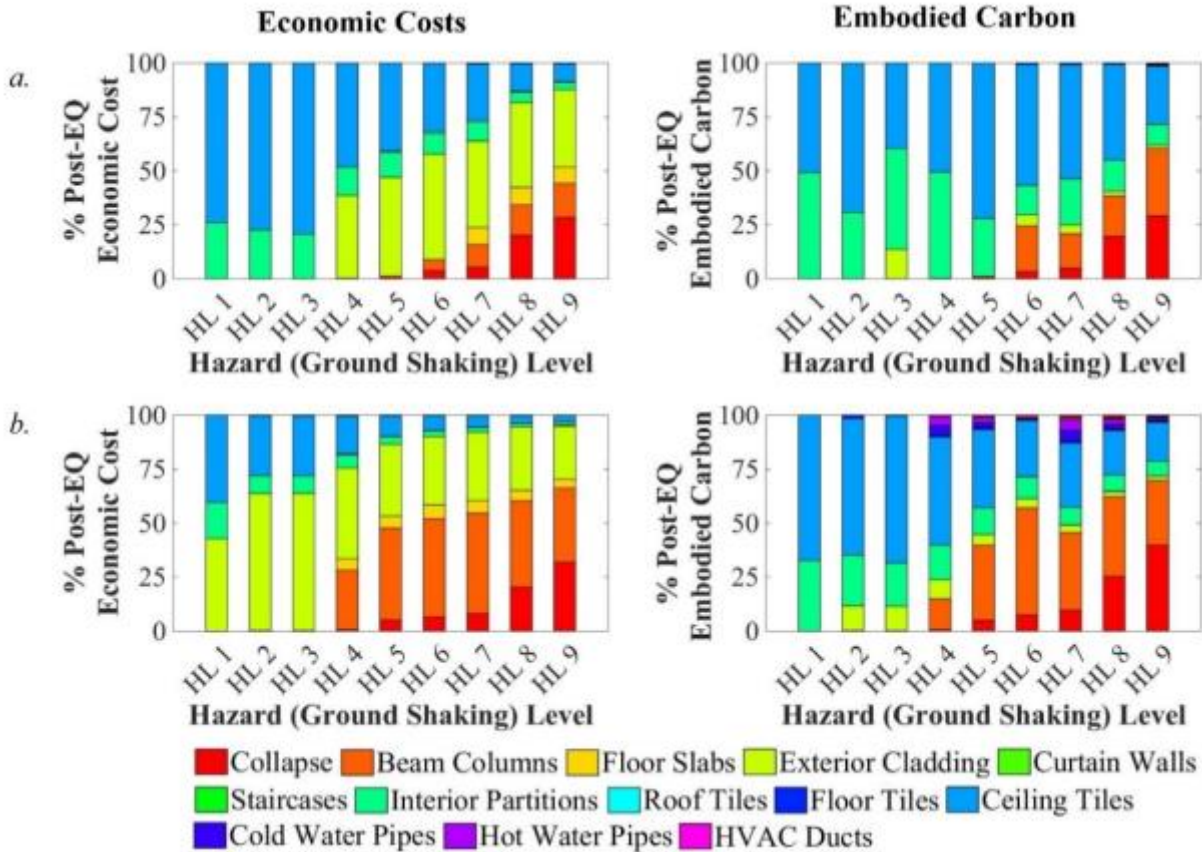 Economic Costs
Embodied Carbon
a.
% Post-EQ
Economic Cost
100
75
50
25
0
HL 1
HL 2
HL 3
HL 4
HL 5
HL 6
HL 7
HL 8
HL 9
Hazard (Ground Shaking) Level
% Post-EQ
Embodied Carbon
100
75
50
25
0
HL 1
HL 2
HL 3
HL 4
HL 5
HL 6
HL 7
HL 8
HL 9
Hazard (Ground Shaking) Level
b.
% Post-EQ
Economic Cost
100
75
50
25
0
HL 1
HL 2
HL 3
HL 4
HL 5
HL 6
HL 7
HL 8
HL 9
Hazard (Ground Shaking) Level
% Post-EQ
Embodied Carbon
100
75
50
25
0
HL 1
HL 2
HL 3
HL 4
HL 5
HL 6
HL 7
HL 8
HL 9
Hazard (Ground Shaking) Level
Collapse Beam Columns Floor Slabs Exterior Cladding Curtain Walls
Staircases Interior Partitions Roof Tiles Floor Tiles Ceiling Tiles
Cold Water Pipes Hot Water Pipes HVAC Ducts